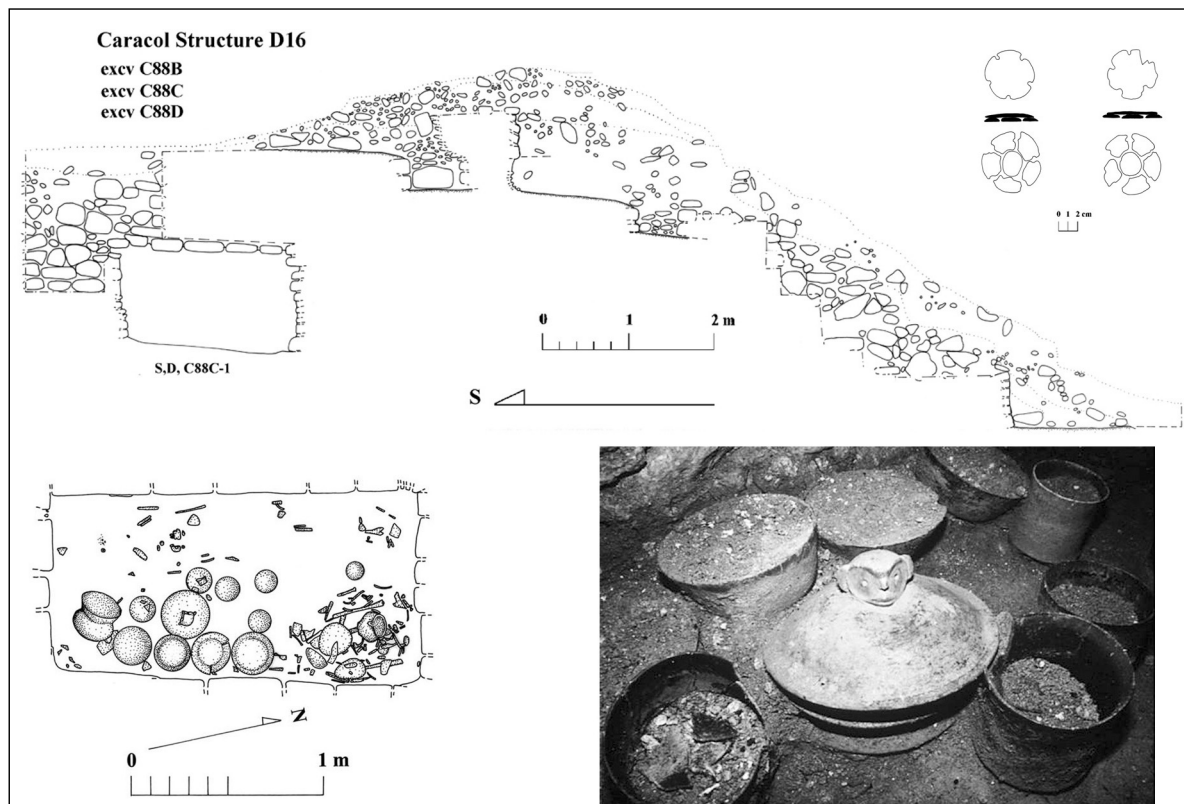 Caracol Structure D16
excv C88B
excv C88C
excv C88D
0 1 2 cm
0 1 2 m
S,D, C88C-1
S
N
0 1 m